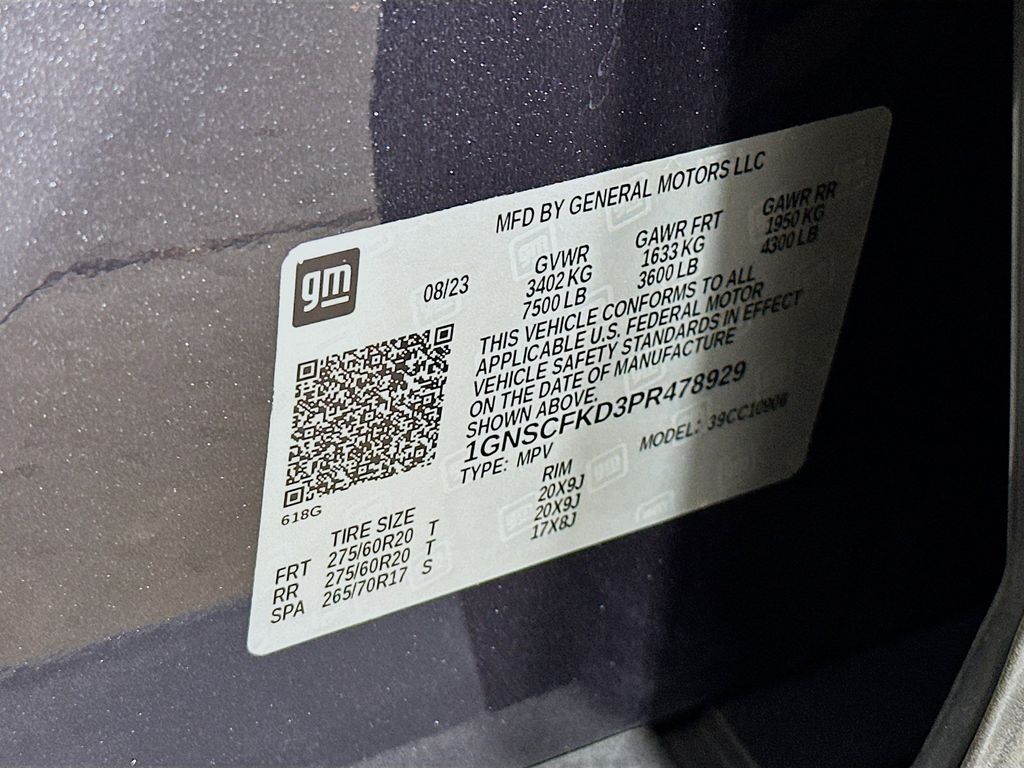 MFD BY GENERAL MOTORS LLC
gm
08/23
GVWR
3402 KG
7500 LB
GAWR FRT
1633 KG
3600 LB
GAWR RR
1950 KG
4300 LB
THIS VEHICLE CONFORMS TO ALL
APPLICABLE U.S. FEDERAL MOTOR
VEHICLE SAFETY STANDARDS IN EFFECT
ON THE DATE OF MANUFACTURE
SHOWN ABOVE.
1GNSCFKD3PR478929
TYPE: MPV
MODEL: 39CC10906
618G
TIRE SIZE
RIM
FRT 275/60R20 T 20X9J
RR 275/60R20 T 20X9J
SPA 265/70R17 S 17X8J